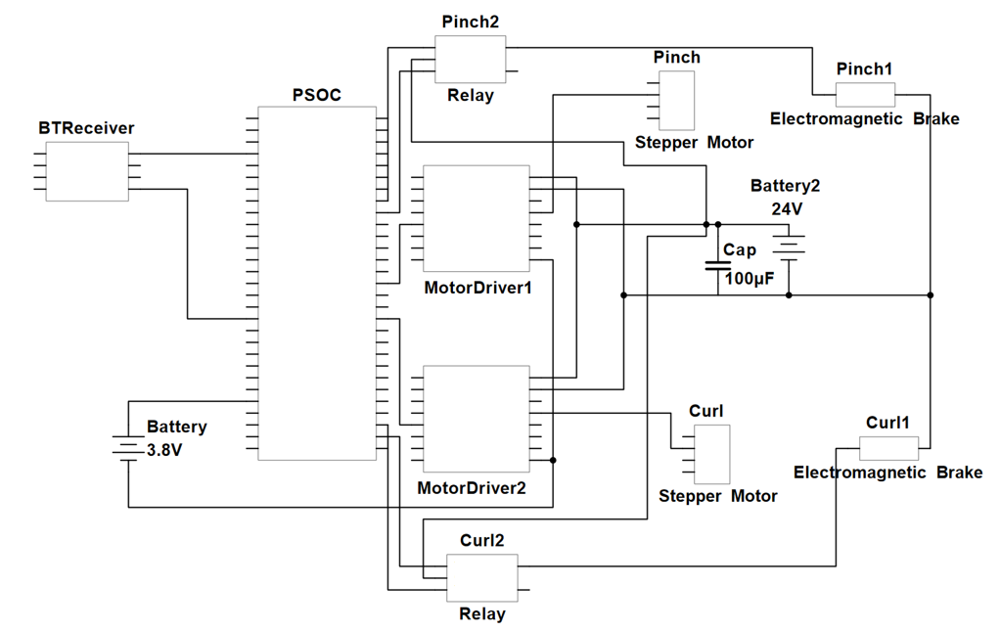 Pinch2
Relay
Pinch
Stepper Motor
Pinch1
Electromagnetic Brake
PSOC
BTReceiver
Battery2
24V
Cap
100µF
MotorDriver1
Battery
3.8V
MotorDriver2
Curl
Stepper Motor
Curl1
Electromagnetic Brake
Curl2
Relay